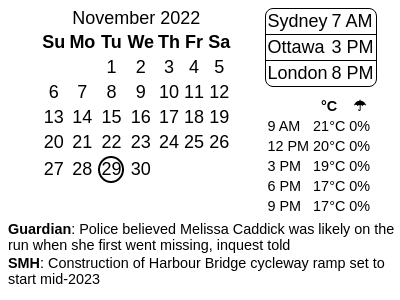 November 2022
Su Mo Tu We Th Fr Sa
1 2 3 4 5
6 7 8 9 10 11 12
13 14 15 16 17 18 19
20 21 22 23 24 25 26
27 28 29 30
Sydney 7 AM
Ottawa 3 PM
London 8 PM
°C ☂
9 AM 21°C 0%
12 PM 20°C 0%
3 PM 19°C 0%
6 PM 17°C 0%
9 PM 17°C 0%
Guardian: Police believed Melissa Caddick was likely on the
run when she first went missing, inquest told
SMH: Construction of Harbour Bridge cycleway ramp set to
start mid-2023